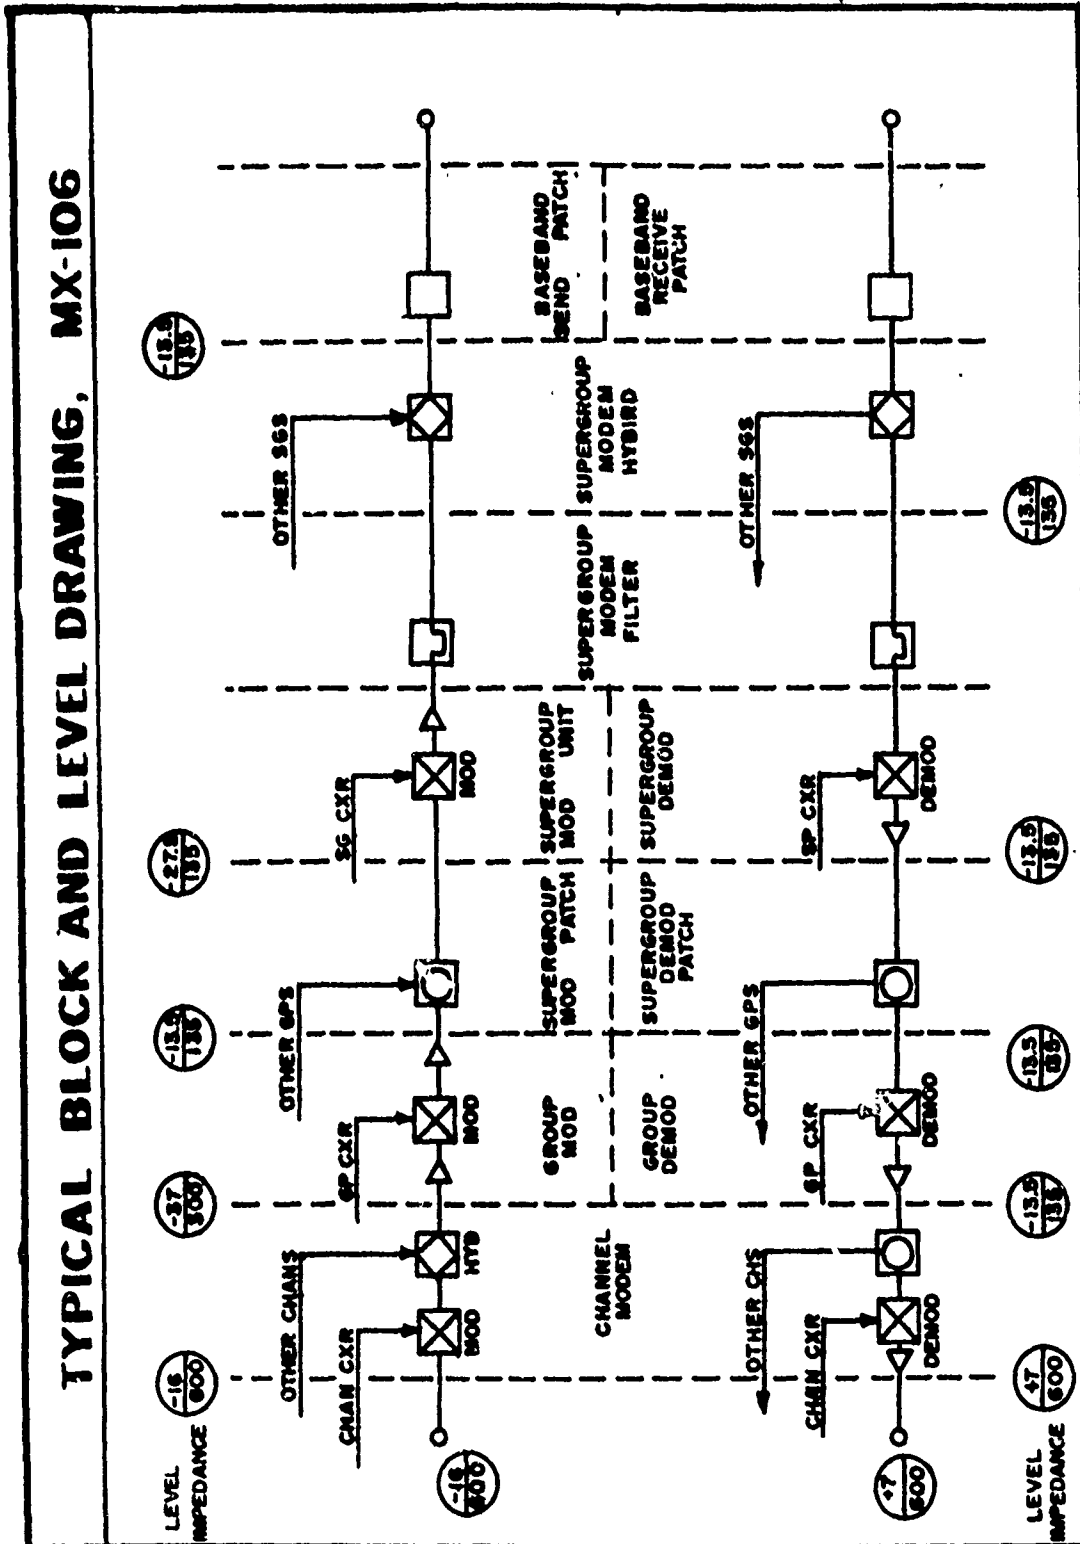 TYPICAL BLOCK AND LEVEL DRAWING, MX-106
LEVEL
IMPEDANCE
-16
600
-37
-13.5
135
135
-13.5
135
-16
600
CHAN CXR
OTHER CHANS
MOD
HYB
GP CXR
MOD
OTHER GPS
SG CXR
MOD
OTHER SGS
CHANNEL
MODEM
GROUP
MOD
SUPERGROUP
MOD PATCH
SUPERGROUP
MOD UNIT
SUPERGROUP
MODEM
FILTER
SUPERGROUP
MODEM
HYBIRD
BASEBAND
SEND PATCH
GROUP
DEMOD
SUPERGROUP
DEMOD
PATCH
SUPERGROUP
DEMOD
BASEBAND
RECEIVE
PATCH
OTHER CHS
CHAN CXR
DEMOD
OTHER GPS
GP CXR
DEMOD
SP CXR
DEMOD
OTHER SGS
+7
600
LEVEL
IMPEDANCE
+7
600
-13.5
135
-13.5
135
-13.5
135
-13.5
135